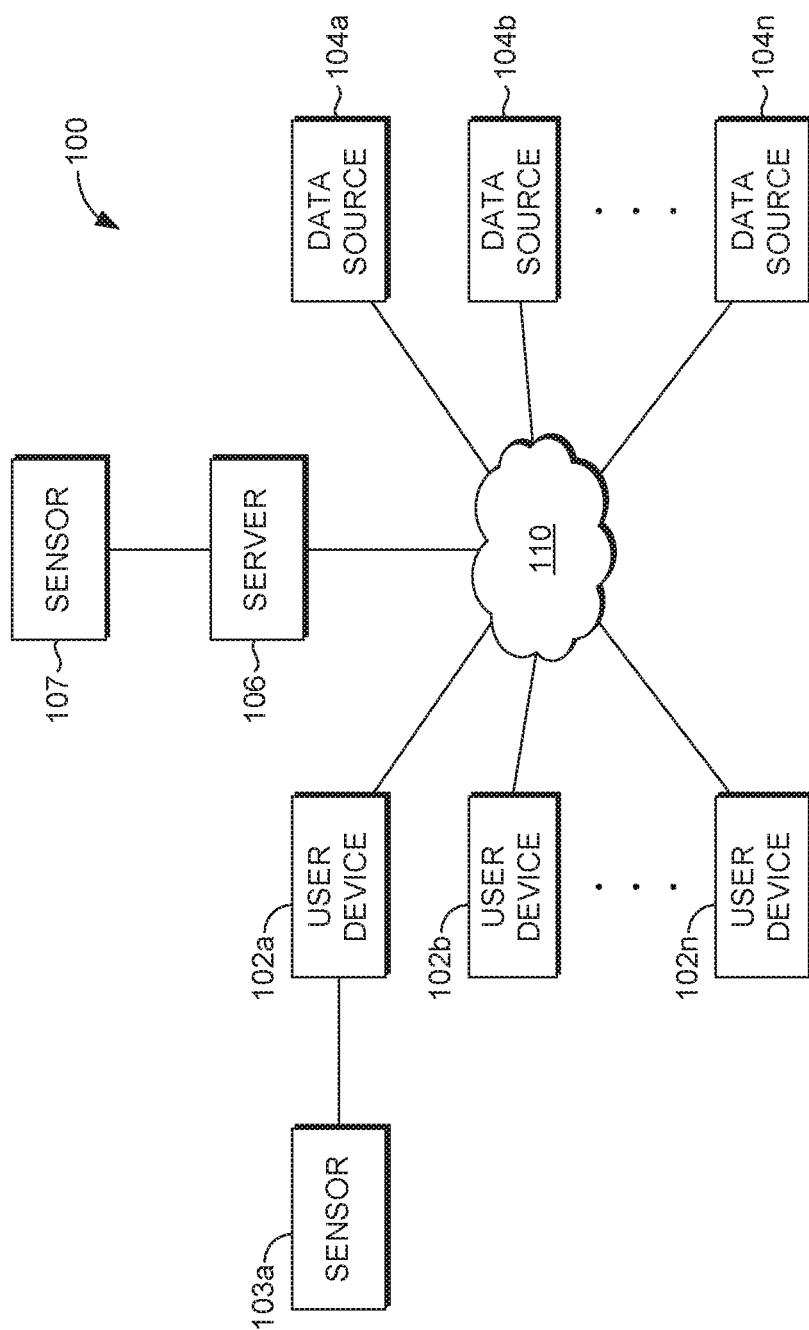 100
SENSOR
107
SERVER
106
110
103a
SENSOR
102a
USER
DEVICE
102b
USER
DEVICE
. . .
102n
USER
DEVICE
DATA
SOURCE
104a
DATA
SOURCE
104b
. . .
DATA
SOURCE
104n